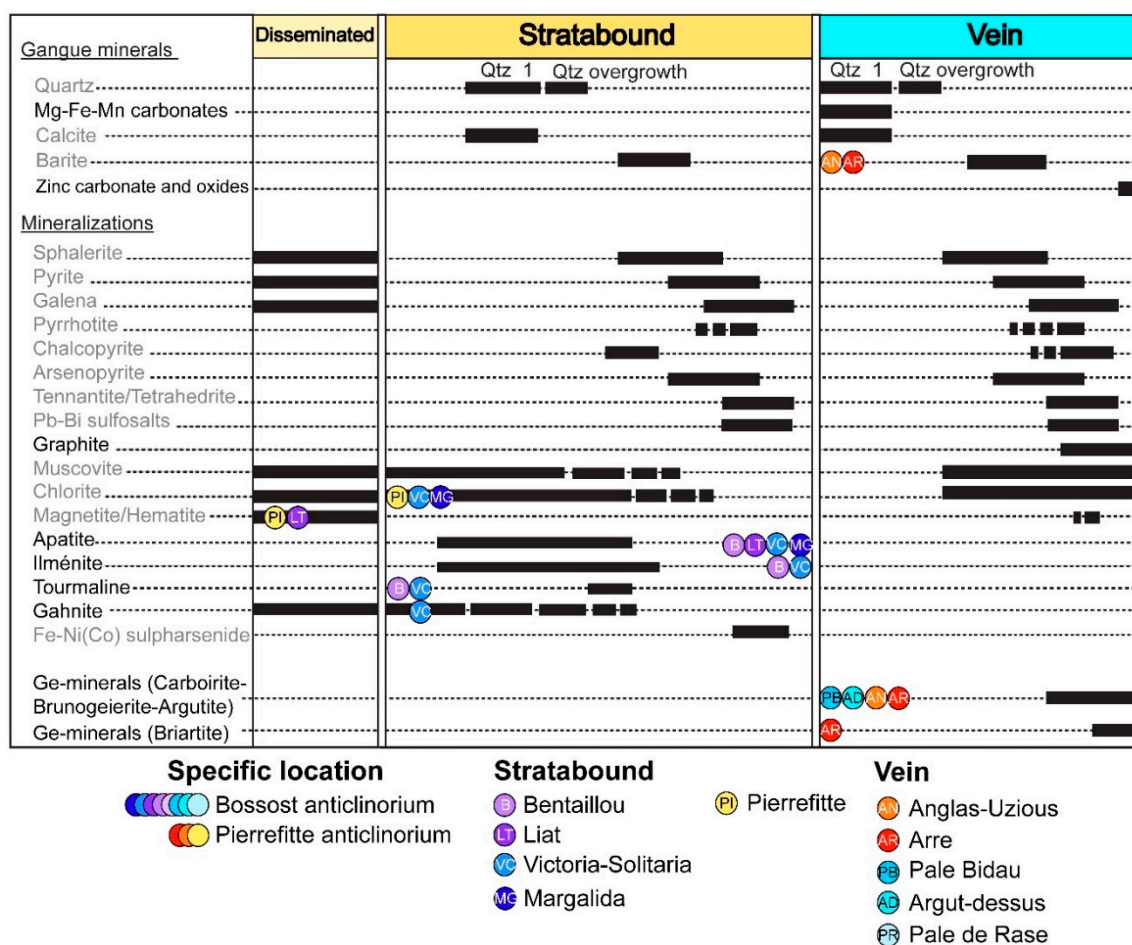 Disseminated Stratabound Vein
Gangue minerals
Qtz 1 Qtz overgrowth Qtz 1 Qtz overgrowth
Quartz
Mg-Fe-Mn carbonates
Calcite
Barite AN AR
Zinc carbonate and oxides
Mineralizations
Sphalerite
Pyrite
Galena
Pyrrhotite
Chalcopyrite
Arsenopyrite
Tennantite/Tetrahedrite
Pb-Bi sulfosalts
Graphite
Muscovite
Chlorite PI VC MG
Magnetite/Hematite PI LT
Apatite B LT VC MG
Ilménite B VC
Tourmaline B VC
Gahnite VC
Fe-Ni(Co) sulpharsenide
Ge-minerals (Carboirite-
Brunogeierite-Argutite) PB AD AN AR
Ge-minerals (Briartite) AR
Specific location
Bossost anticlinorium
Pierrefitte anticlinorium
Stratabound
B Bentaillou
LT Liat
VC Victoria-Solitaria
MG Margalida
PI Pierrefitte
Vein
AN Anglas-Uzious
AR Arre
PB Pale Bidau
AD Argut-dessus
PR Pale de Rase